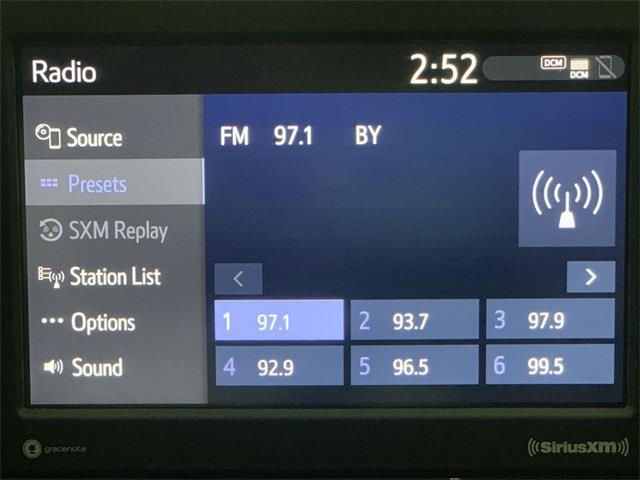 Radio 2:52 DCM
DCM
Source
FM 97.1 BY
Presets
SXM Replay
Station List
< >
Options
1 97.1 2 93.7 3 97.9
Sound
4 92.9 5 96.5 6 99.5
gracenote SiriusXM